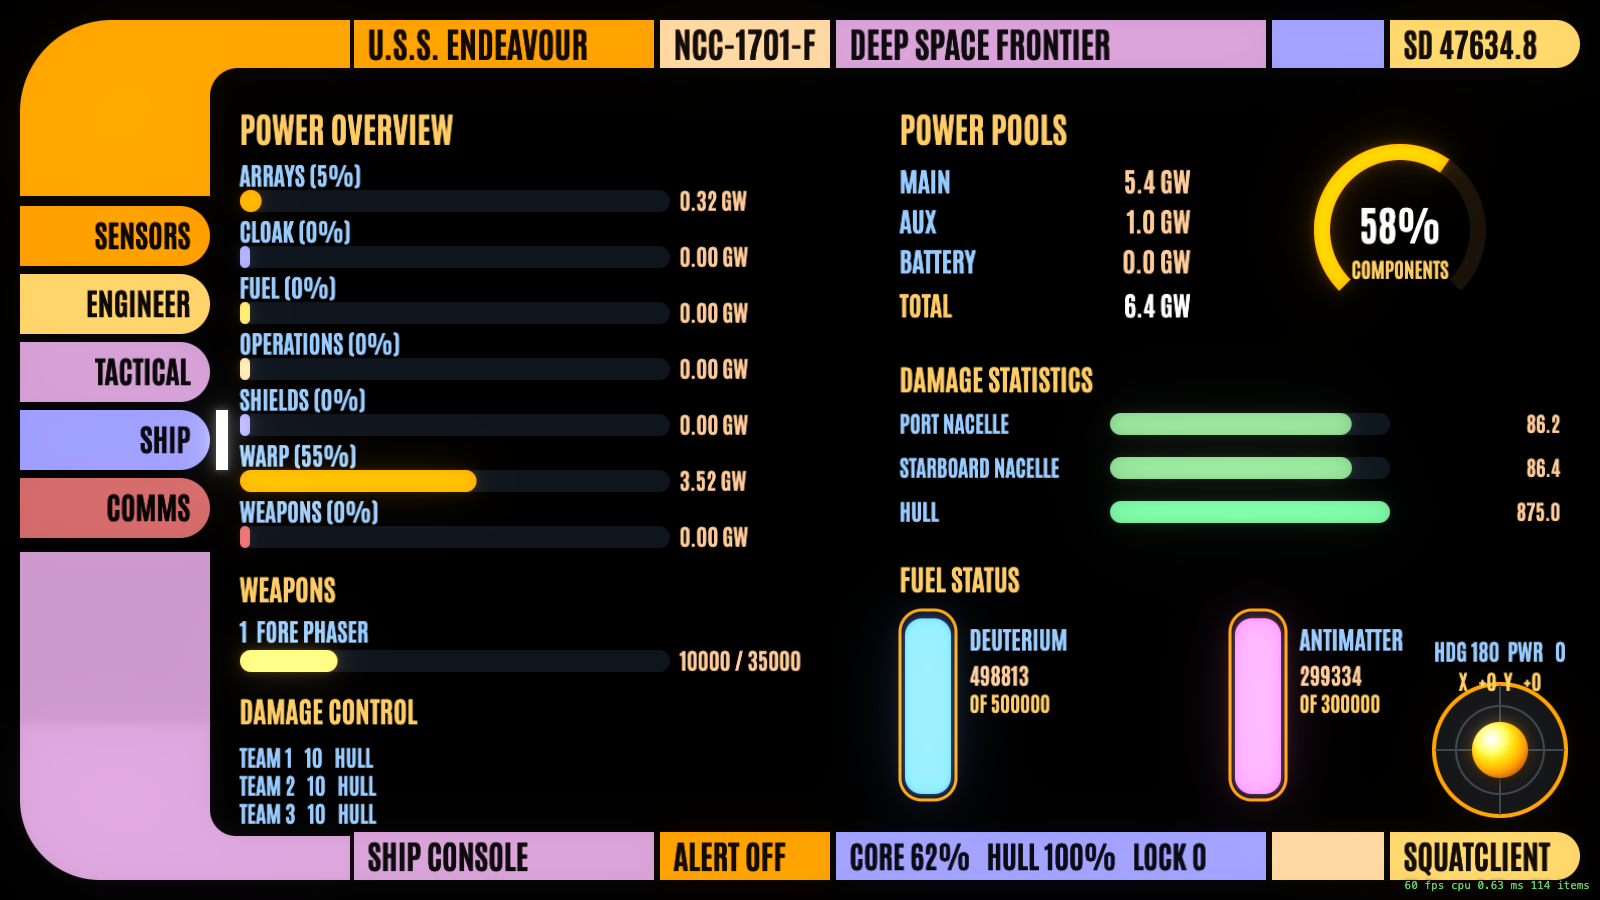 U.S.S. ENDEAVOUR
NCC-1701-F
DEEP SPACE FRONTIER
SD 47634.8
SENSORS
ENGINEER
TACTICAL
SHIP
COMMS
POWER OVERVIEW
ARRAYS (5%)
0.32 GW
CLOAK (0%)
0.00 GW
FUEL (0%)
0.00 GW
OPERATIONS (0%)
0.00 GW
SHIELDS (0%)
0.00 GW
WARP (55%)
3.52 GW
WEAPONS (0%)
0.00 GW
WEAPONS
1 FORE PHASER
10000 / 35000
DAMAGE CONTROL
TEAM 1 10 HULL
TEAM 2 10 HULL
TEAM 3 10 HULL
POWER POOLS
MAIN 5.4 GW
AUX 1.0 GW
BATTERY 0.0 GW
TOTAL 6.4 GW
58%
COMPONENTS
DAMAGE STATISTICS
PORT NACELLE 86.2
STARBOARD NACELLE 86.4
HULL 875.0
FUEL STATUS
DEUTERIUM
498813
OF 500000
ANTIMATTER
299334
OF 300000
HDG 180 PWR 0
X +0 Y +0
SHIP CONSOLE
ALERT OFF
CORE 62% HULL 100% LOCK 0
SQUATCLIENT
60 fps cpu 0.63 ms 114 items